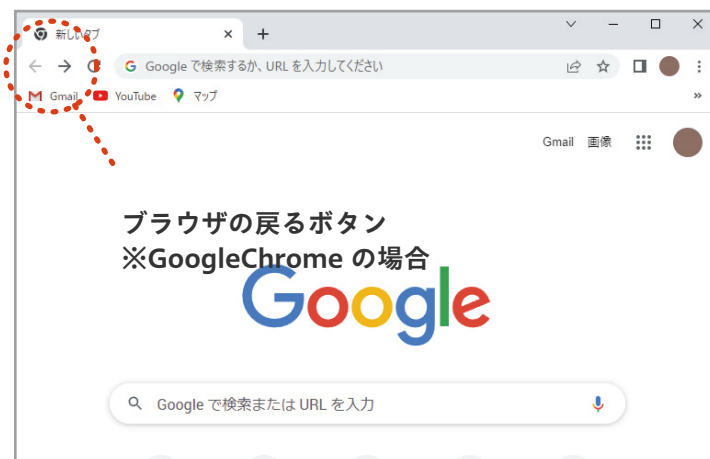 新しいタブ
Google で検索するか、URL を入力してください
Gmail YouTube マップ
Gmail 画像
ブラウザの戻るボタン
※GoogleChrome の場合
Google
Google で検索または URL を入力